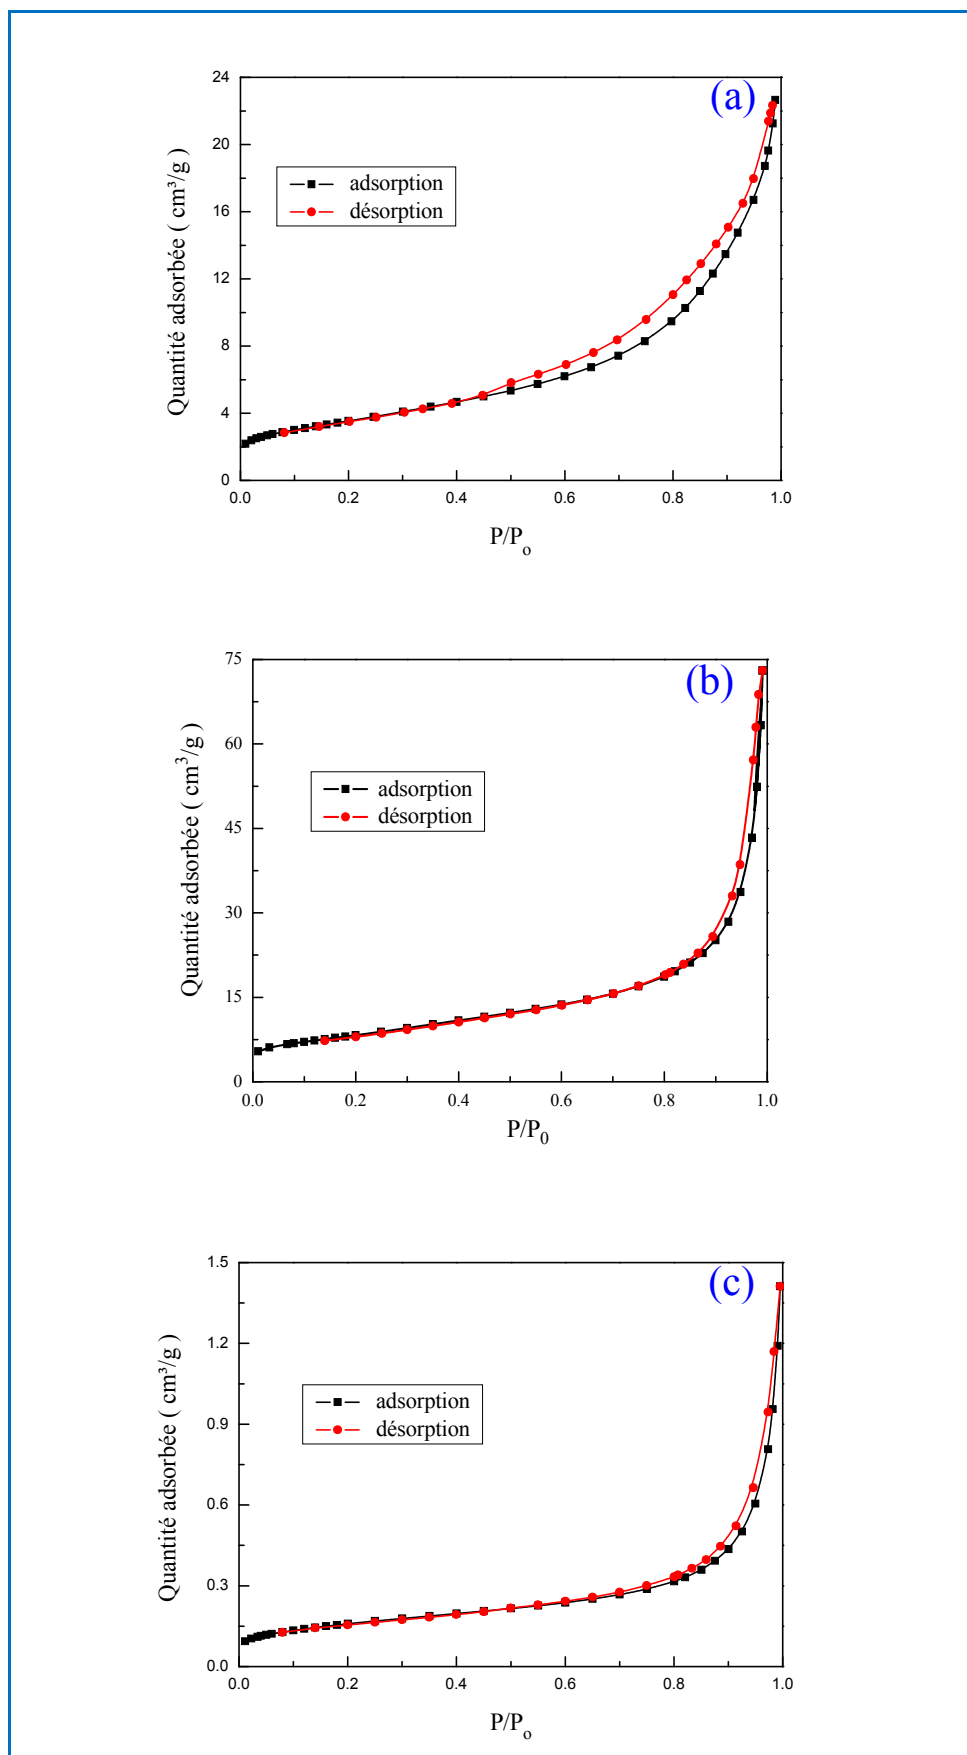 (a)
24
20
16
12
8
4
0
Quantité adsorbée ( cm³/g )
adsorption
désorption
0.0 0.2 0.4 0.6 0.8 1.0
P/Po
(b)
75
60
45
30
15
0
Quantité adsorbée ( cm³/g )
adsorption
désorption
0.0 0.2 0.4 0.6 0.8 1.0
P/P0
(c)
1.5
1.2
0.9
0.6
0.3
0.0
Quantité adsorbée ( cm³/g )
adsorption
désorption
0.0 0.2 0.4 0.6 0.8 1.0
P/Po